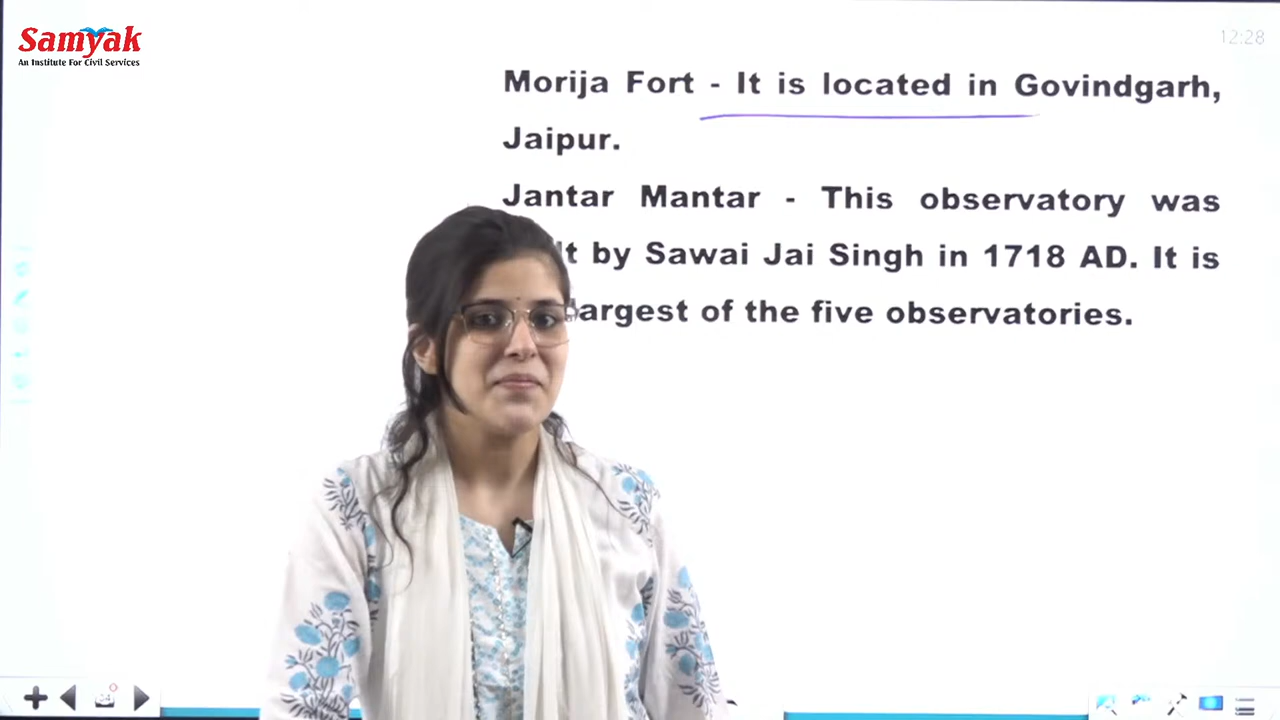 Samyak
An Institute For Civil Services
12:28
Morija Fort - It is located in Govindgarh,
Jaipur.
Jantar Mantar - This observatory was
by Sawai Jai Singh in 1718 AD. It is
largest of the five observatories.